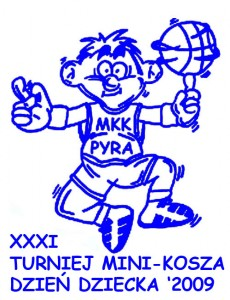 MKK
PYRA
XXXI
TURNIEJ MINI-KOSZA
DZIEŃ DZIECKA '2009